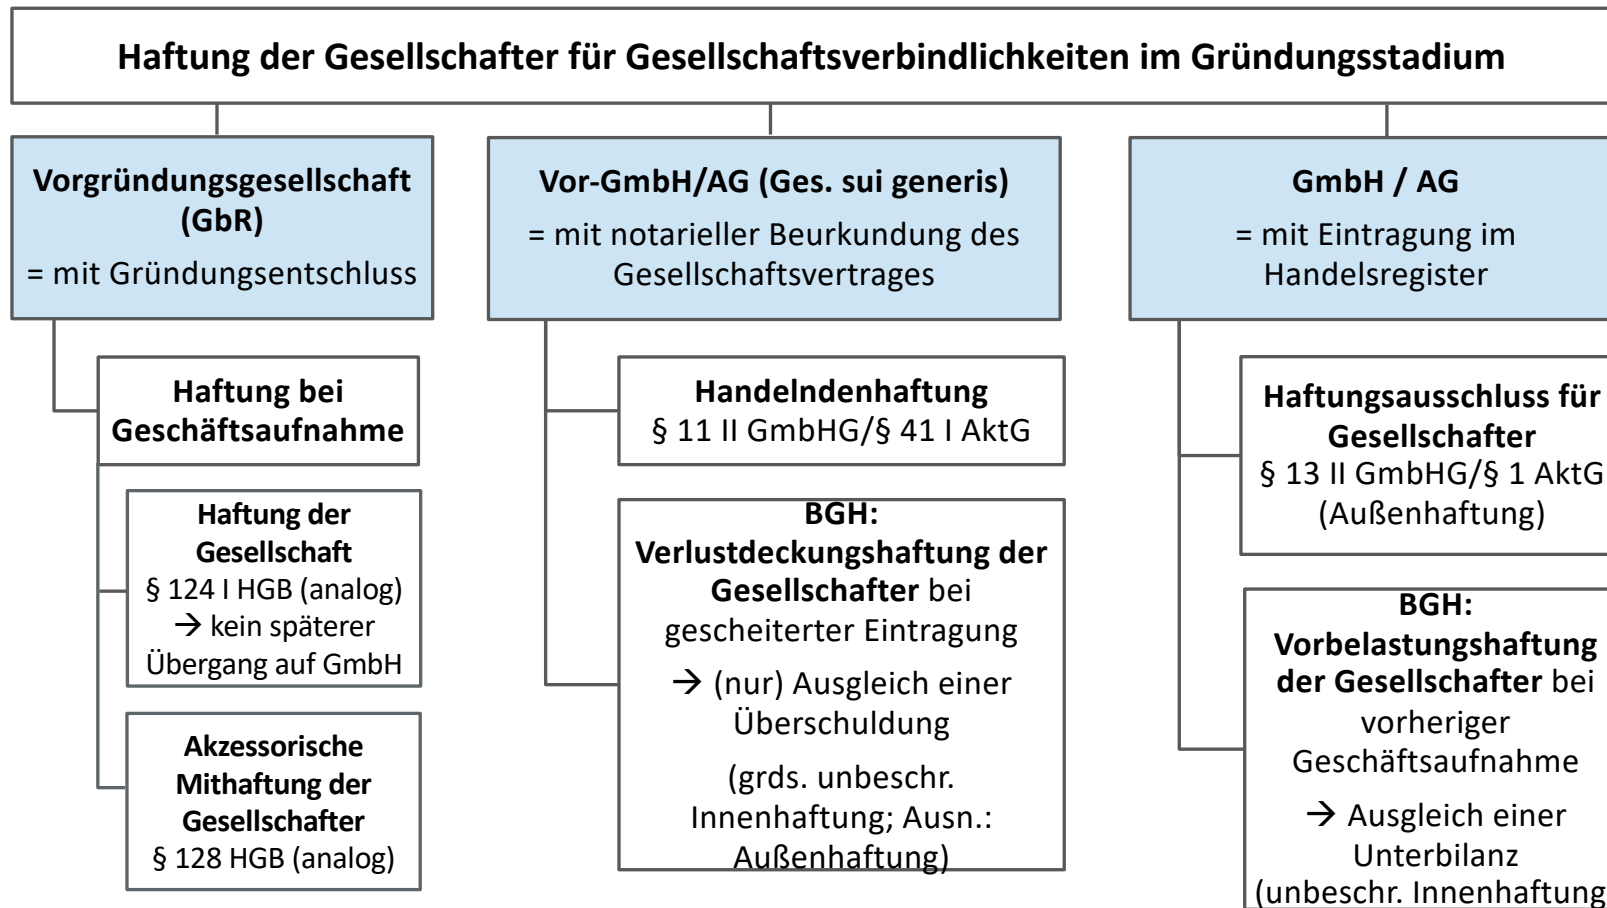 Haftung der Gesellschafter für Gesellschaftsverbindlichkeiten im Gründungsstadium
Vorgründungsgesellschaft
(GbR)
= mit Gründungsentschluss
Haftung bei
Geschäftsaufnahme
Haftung der
Gesellschaft
§ 124 I HGB (analog)
→ kein späterer
Übergang auf GmbH
Akzessorische
Mithaftung der
Gesellschafter
§ 128 HGB (analog)
Vor-GmbH/AG (Ges. sui generis)
= mit notarieller Beurkundung des
Gesellschaftsvertrages
Handelndenhaftung
§ 11 II GmbHG/§ 41 I AktG
BGH:
Verlustdeckungshaftung der
Gesellschafter bei
gescheiterter Eintragung
→ (nur) Ausgleich einer
Überschuldung
(grds. unbeschr.
Innenhaftung; Ausn.:
Außenhaftung)
GmbH / AG
= mit Eintragung im
Handelsregister
Haftungsausschluss für
Gesellschafter
§ 13 II GmbHG/§ 1 AktG
(Außenhaftung)
BGH:
Vorbelastungshaftung
der Gesellschafter bei
vorheriger
Geschäftsaufnahme
→ Ausgleich einer
Unterbilanz
(unbeschr. Innenhaftung